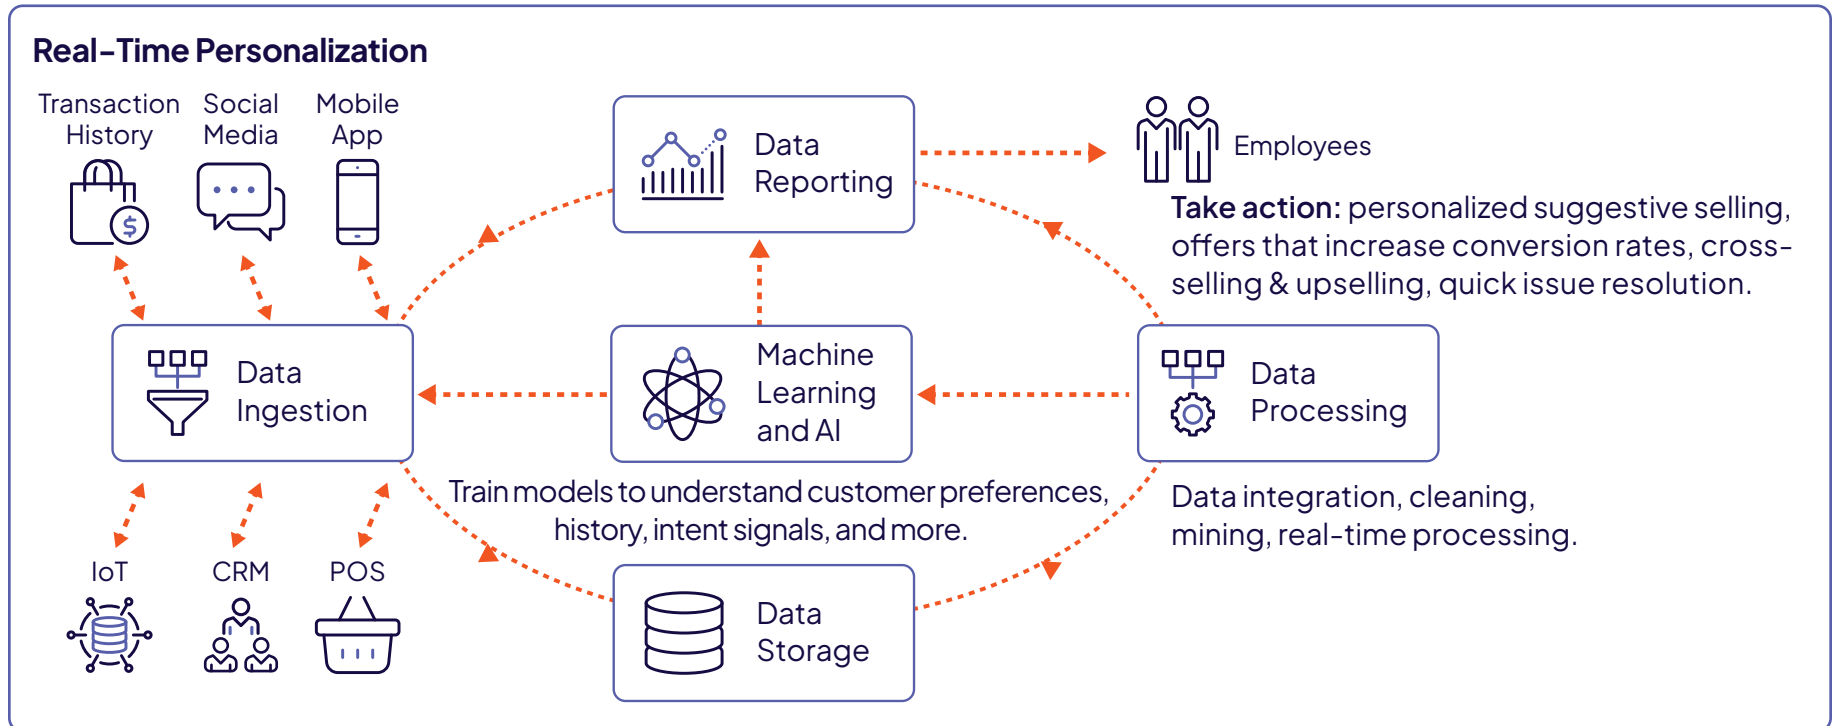 Real-Time Personalization
Transaction
History
Social
Media
Mobile
App
$
Data
Reporting
Employees
Take action: personalized suggestive selling,
offers that increase conversion rates, cross-
selling & upselling, quick issue resolution.
Data
Ingestion
Machine
Learning
and AI
Data
Processing
Train models to understand customer preferences,
history, intent signals, and more.
Data integration, cleaning,
mining, real-time processing.
IoT
CRM
POS
Data
Storage